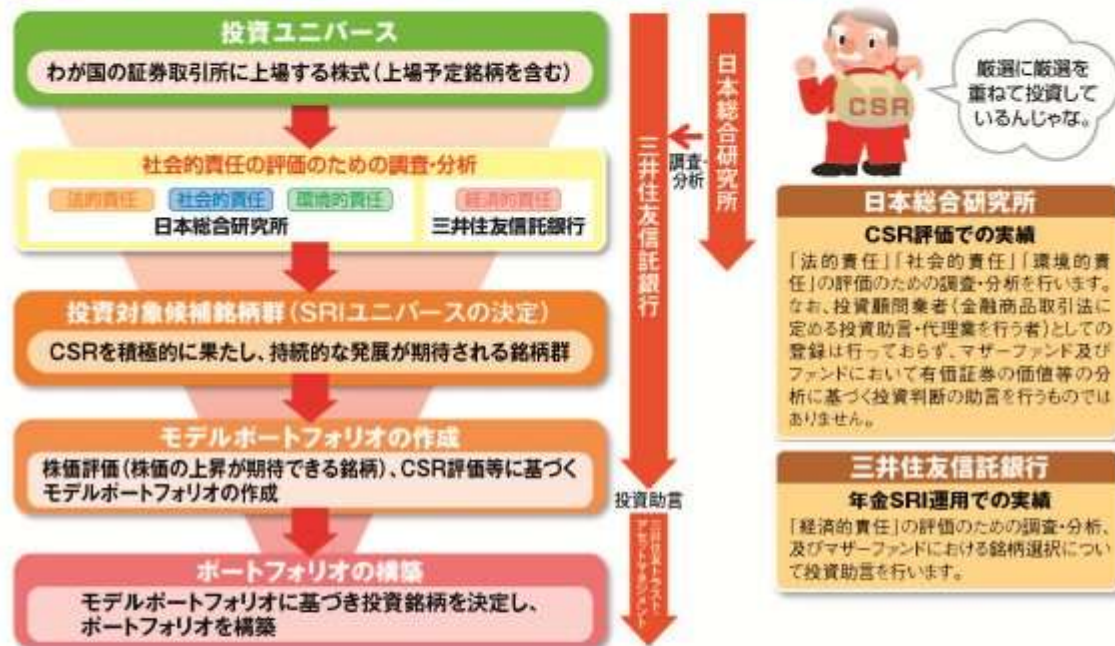 投資ユニバース
わが国の証券取引所に上場する株式(上場予定銘柄を含む)
社会的責任の評価のための調査・分析
法的責任 社会的責任 環境的責任
日本総合研究所
経済的責任
三井住友信託銀行
投資対象候補銘柄群(SRIユニバースの決定)
CSRを積極的に果たし、持続的な発展が期待される銘柄群
モデルポートフォリオの作成
株価評価(株価の上昇が期待できる銘柄)、CSR評価等に基づく
モデルポートフォリオの作成
ポートフォリオの構築
モデルポートフォリオに基づき投資銘柄を決定し、
ポートフォリオを構築
三井住友信託銀行
調査・
分析
日本総合研究所
投資助言
三井住友トラスト・
アセットマネジメント
CSR
厳選に厳選を
重ねて投資して
いるんじゃな。
日本総合研究所
CSR評価での実績
「法的責任」「社会的責任」「環境的責
任」の評価のための調査・分析を行います。
なお、投資顧問業者(金融商品取引法に
定める投資助言・代理業を行う者)としての
登録は行っておらず、マザーファンド及び
ファンドにおいて有価証券の価値等の分
析に基づく投資判断の助言を行うものでは
ありません。
三井住友信託銀行
年金SRI運用での実績
「経済的責任」の評価のための調査・分析、
及びマザーファンドにおける銘柄選択につい
て投資助言を行います。